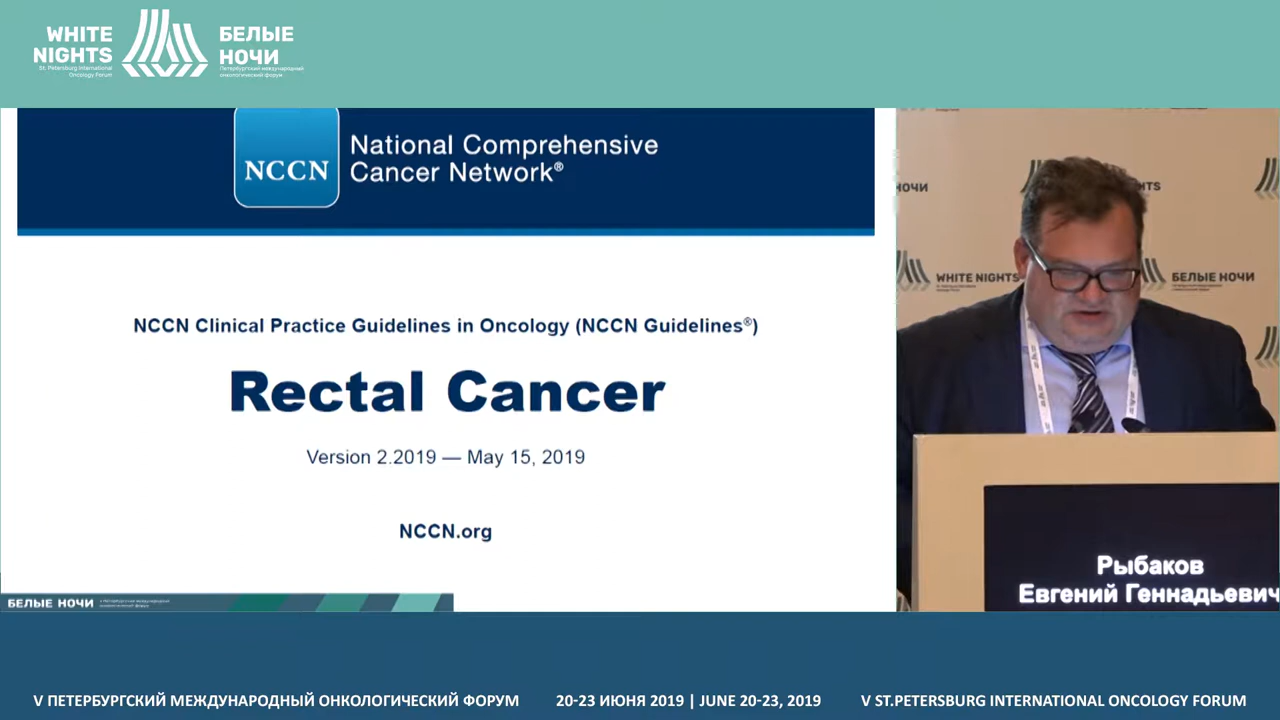 WHITE
NIGHTS
St. Petersburg International
Oncology Forum
БЕЛЫЕ
НОЧИ
Петербургский международный
онкологический форум
NCCN
National Comprehensive
Cancer Network®
NCCN Clinical Practice Guidelines in Oncology (NCCN Guidelines®)
Rectal Cancer
Version 2.2019 — May 15, 2019
NCCN.org
БЕЛЫЕ НОЧИ
НОЧИ
WHITE NIGHTS
БЕЛЫЕ НОЧИ
Рыбаков
Евгений Геннадьевич
V ПЕТЕРБУРГСКИЙ МЕЖДУНАРОДНЫЙ ОНКОЛОГИЧЕСКИЙ ФОРУМ
20-23 ИЮНЯ 2019 | JUNE 20-23, 2019
V ST.PETERSBURG INTERNATIONAL ONCOLOGY FORUM